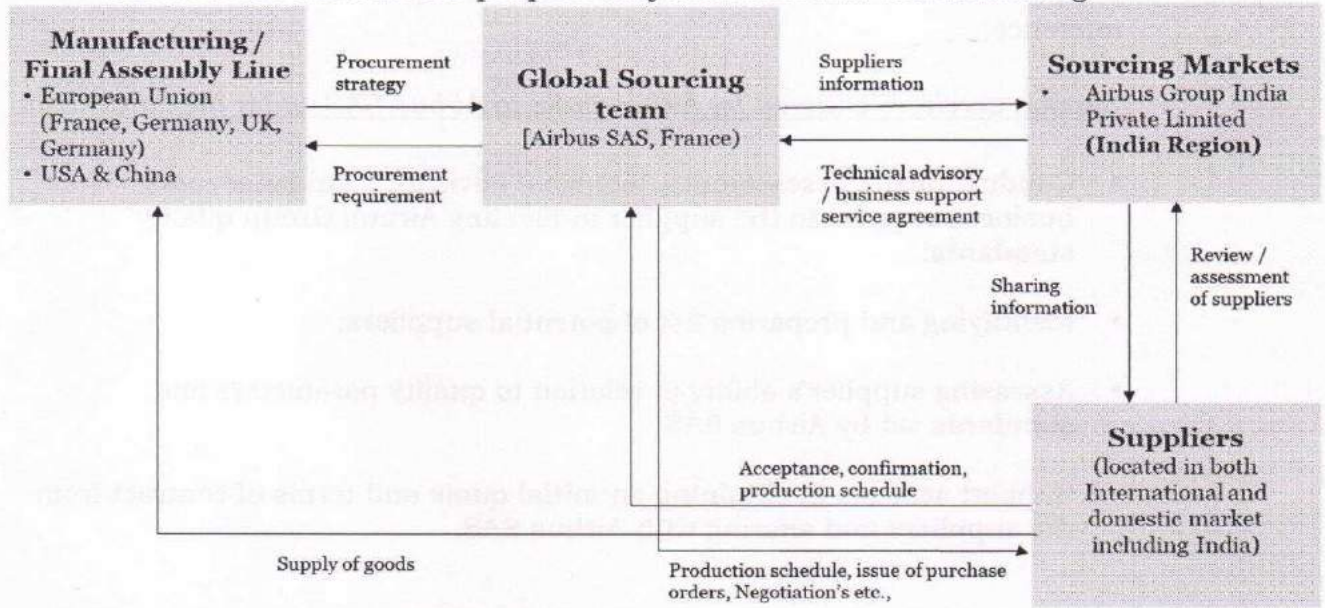 Manufacturing /
Final Assembly Line
• European Union
(France, Germany, UK,
Germany)
• USA & China
Procurement
strategy
Procurement
requirement
Global Sourcing
team
[Airbus SAS, France)
Suppliers
information
Technical advisory
/ business support
service agreement
Sourcing Markets
• Airbus Group India
Private Limited
(India Region)
Sharing
information
Review /
assessment
of suppliers
Suppliers
(located in both
International and
domestic market
including India)
Acceptance, confirmation,
production schedule
Supply of goods
Production schedule, issue of purchase
orders, Negotiation's etc.,